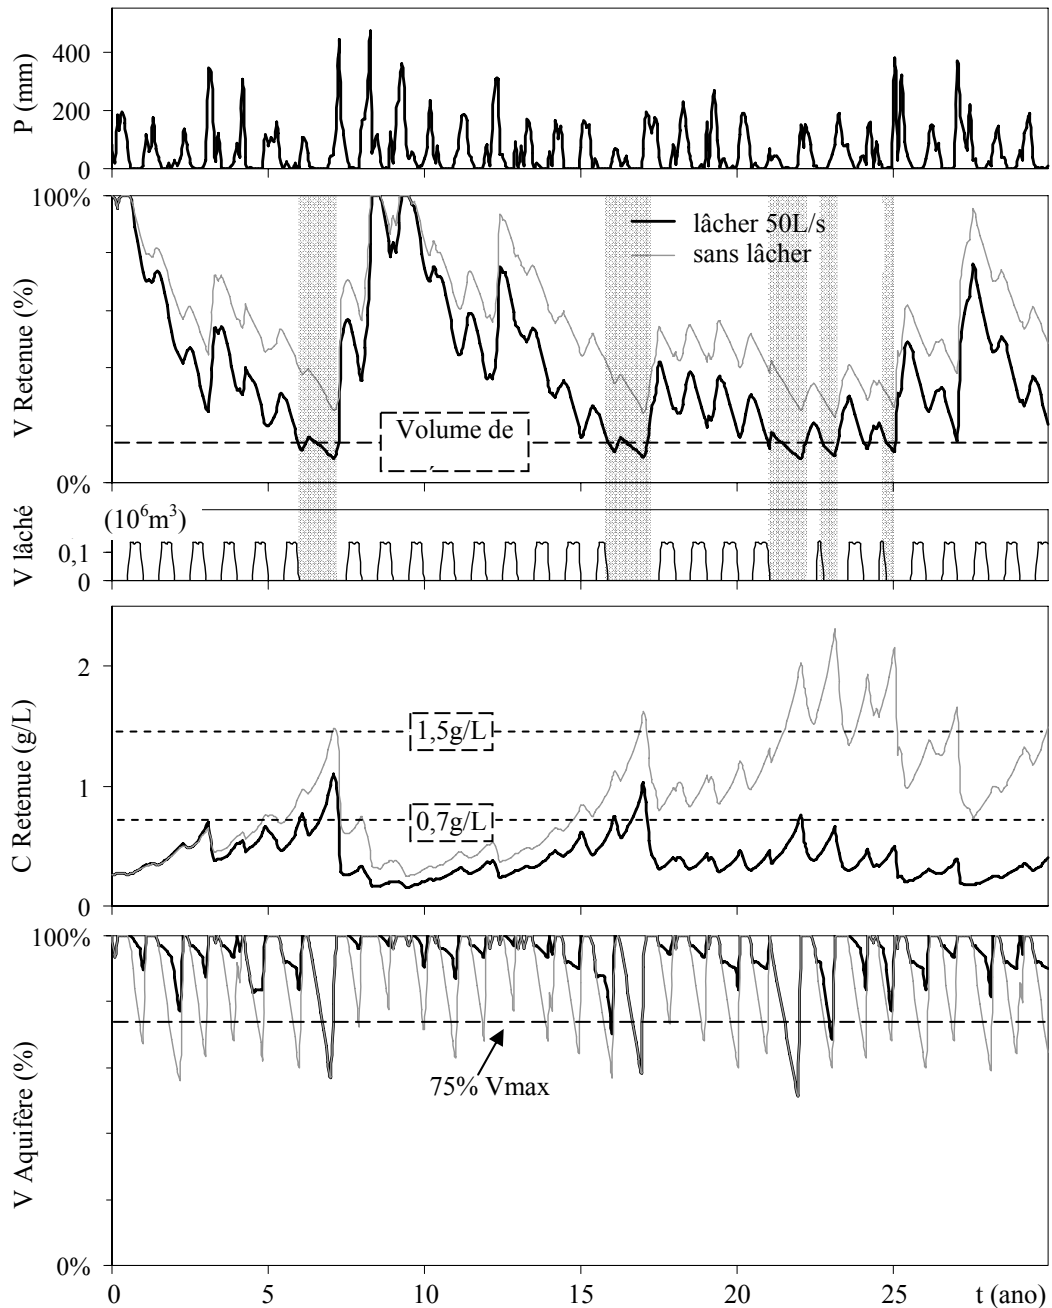 P (mm)
400
200
0
V Retenue (%)
100%
0%
lâcher 50L/s
sans lâcher
Volume de
V lâché
(10⁶m³)
0,1
0
C Retenue (g/L)
2
1
0
1,5g/L
0,7g/L
V Aquifère (%)
100%
0%
75% Vmax
0 5 10 15 20 25 t (ano)